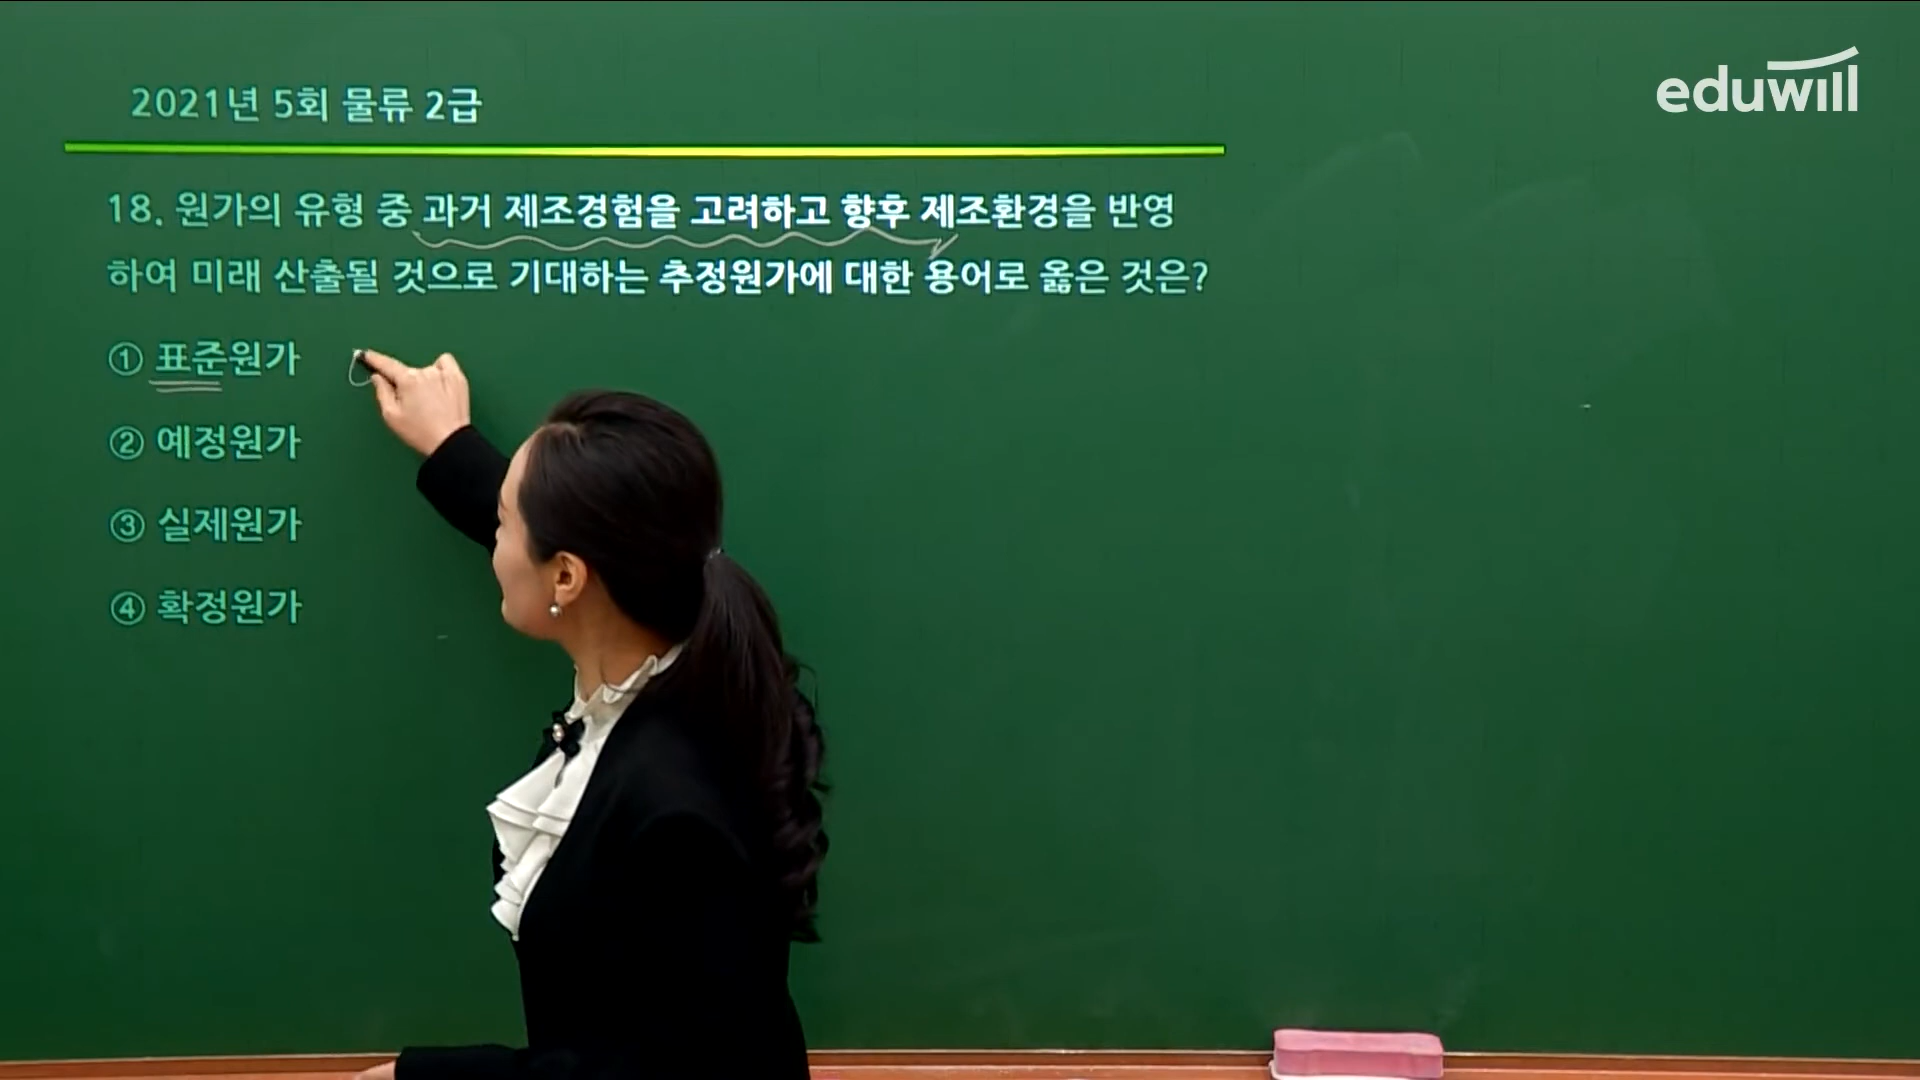 eduwill
2021년 5회 물류 2급
18. 원가의 유형 중 과거 제조경험을 고려하고 향후 제조환경을 반영
하여 미래 산출될 것으로 기대하는 추정원가에 대한 용어로 옳은 것은?
① 표준원가
② 예정원가
③ 실제원가
④ 확정원가